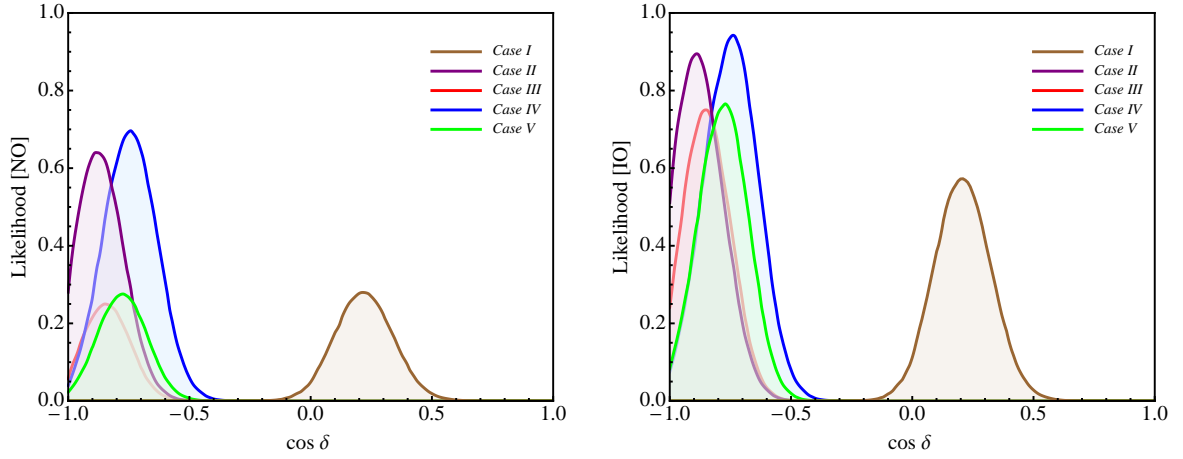 Likelihood [NO]
1.0
0.8
0.6
0.4
0.2
0.0
−1.0 −0.5 0.0 0.5 1.0
cos δ
Case I
Case II
Case III
Case IV
Case V
Likelihood [IO]
1.0
0.8
0.6
0.4
0.2
0.0
−1.0 −0.5 0.0 0.5 1.0
cos δ
Case I
Case II
Case III
Case IV
Case V